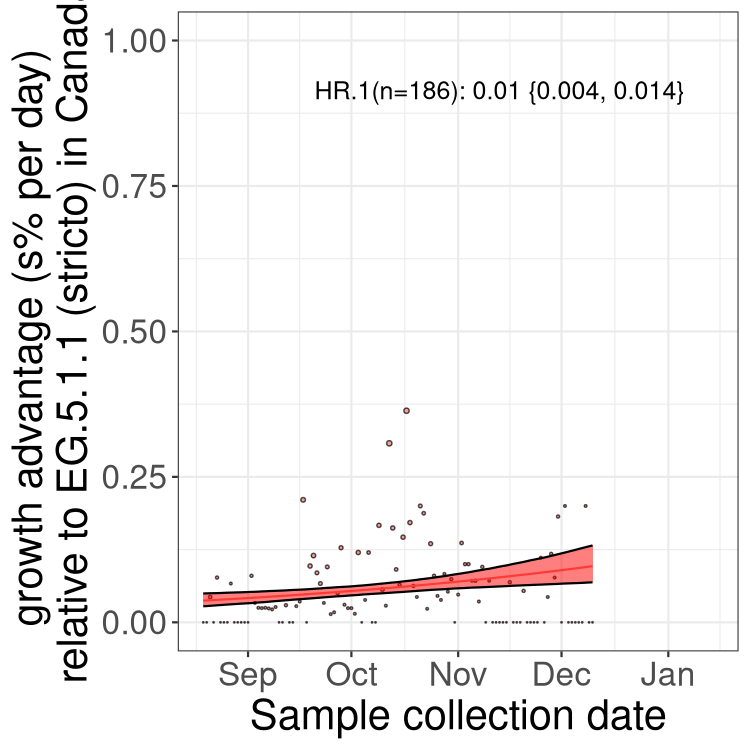 growth advantage (s% per day)
relative to EG.5.1.1 (stricto) in Canada
1.00
0.75
0.50
0.25
0.00
HR.1(n=186): 0.01 {0.004, 0.014}
Sep Oct Nov Dec Jan
Sample collection date